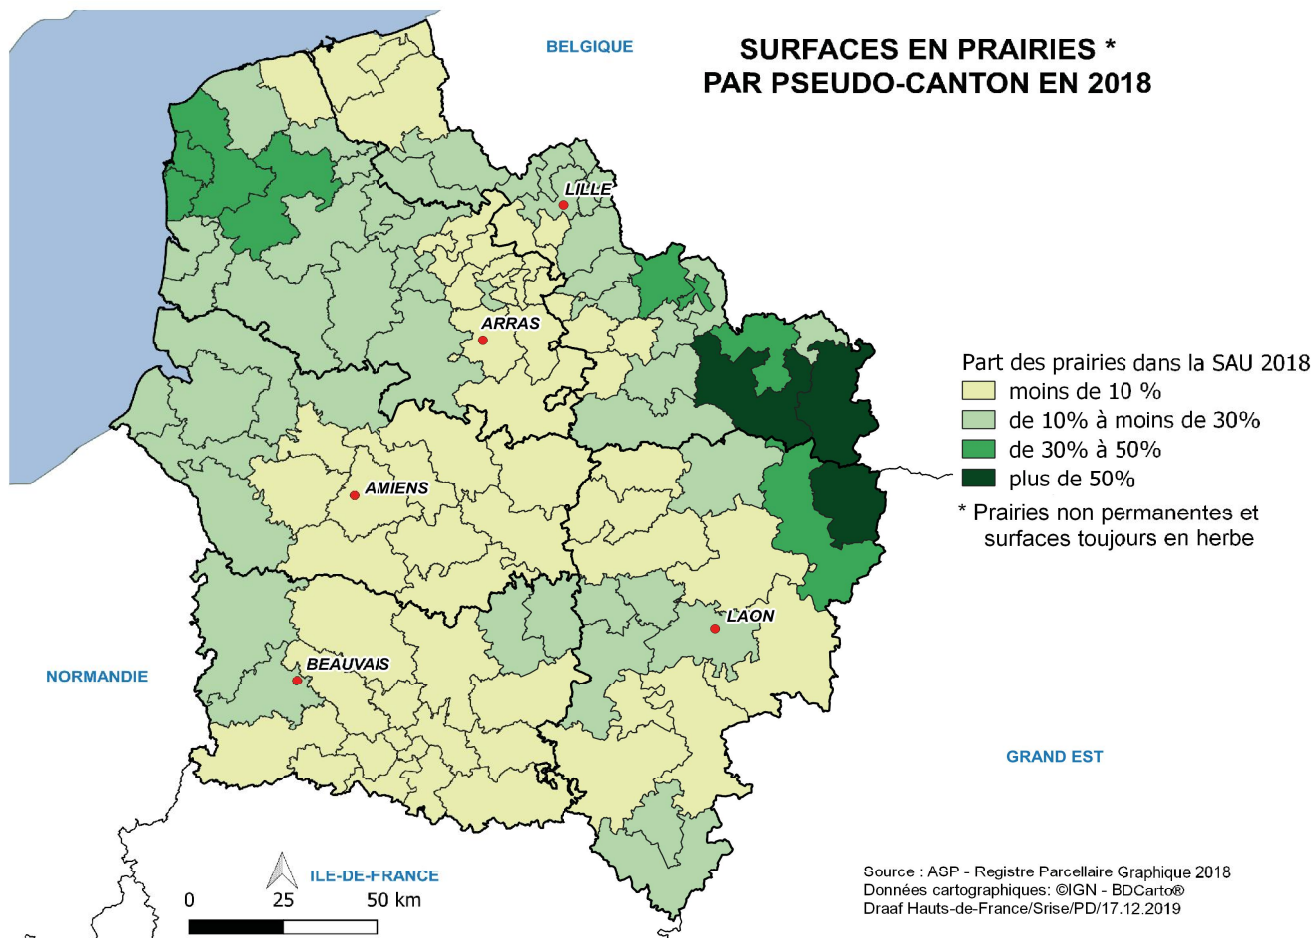 SURFACES EN PRAIRIES *
PAR PSEUDO-CANTON EN 2018
BELGIQUE
LILLE
ARRAS
AMIENS
LAON
BEAUVAIS
NORMANDIE
GRAND EST
ILE-DE-FRANCE
Part des prairies dans la SAU 2018
moins de 10 %
de 10% à moins de 30%
de 30% à 50%
plus de 50%
* Prairies non permanentes et
surfaces toujours en herbe
0 25 50 km
Source : ASP - Registre Parcellaire Graphique 2018
Données cartographiques: ©IGN - BDCarto®
Draaf Hauts-de-France/Srise/PD/17.12.2019